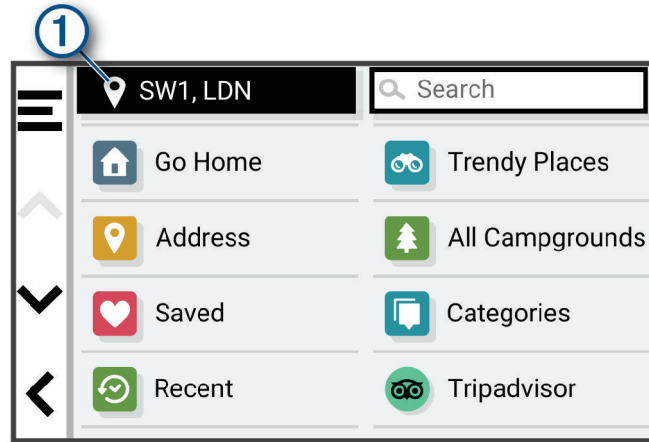 1
SW1, LDN
Search
Go Home
Trendy Places
Address
All Campgrounds
Saved
Categories
Recent
Tripadvisor